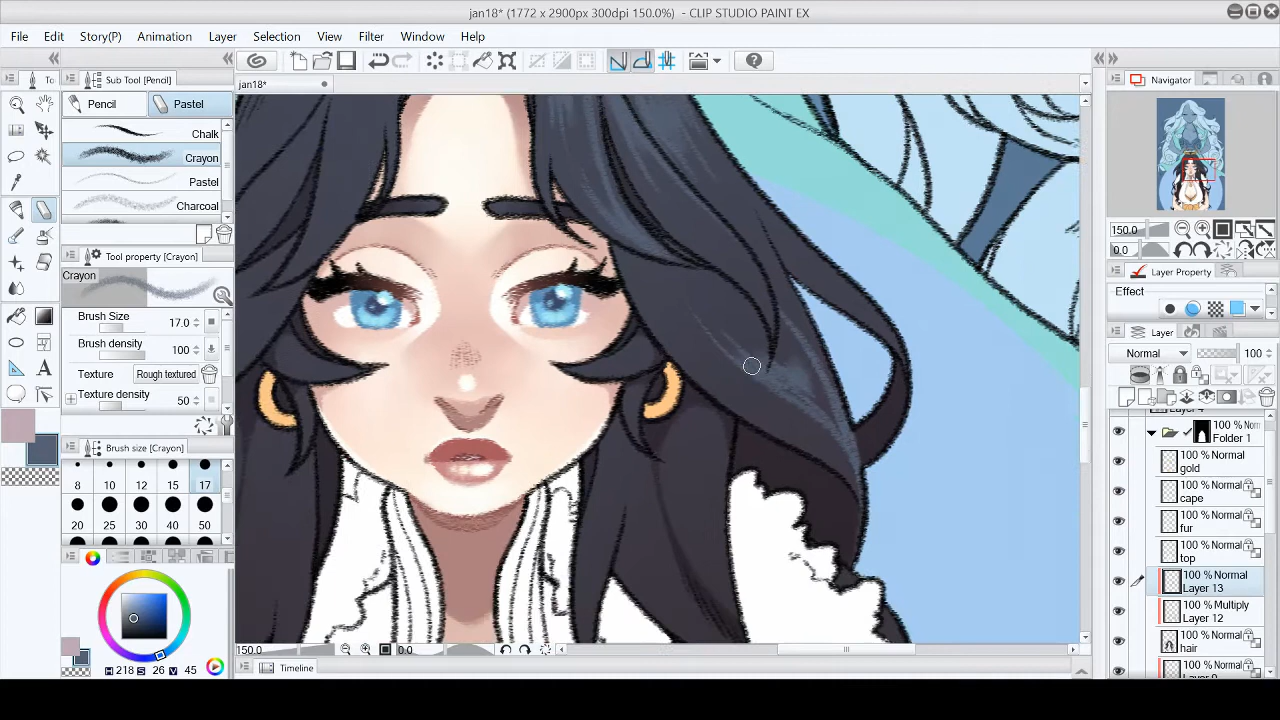 jan18* (1772 x 2900px 300dpi 150.0%) - CLIP STUDIO PAINT EX
File Edit Story(P) Animation Layer Selection View Filter Window Help
To Sub Tool [Pencil] jan18* Navigator
Pencil Pastel
Chalk
Crayon
Pastel
Charcoal
150.0
0.0
Tool property [Crayon]
Crayon
Layer Property
Effect
Brush Size 17.0
Brush density 100
Texture Rough textured
Texture density 50
Layer
Normal 100
Layer 4
100 % Norm
Folder 1
100 % Normal
gold
100 % Normal
cape
100 % Normal
fur
100 % Normal
top
100 % Normal
Layer 13
100 % Multiply
Layer 12
100 % Normal
hair
100 % Normal
Brush size [Crayon]
8 10 12 15 17
20 25 30 40 50
H 218 S 26 V 45
150.0 0.0
Timeline